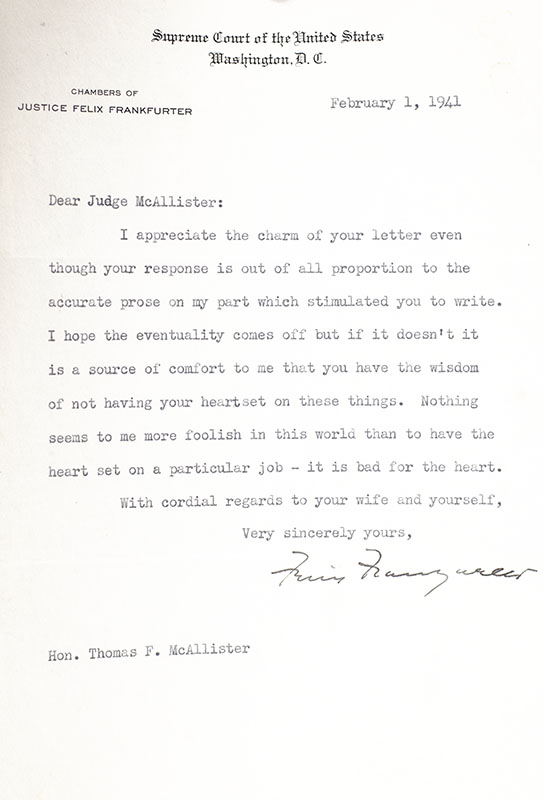 Supreme Court of the United States
Washington, D. C.
CHAMBERS OF
JUSTICE FELIX FRANKFURTER
February 1, 1941
Dear Judge McAllister:
I appreciate the charm of your letter even
though your response is out of all proportion to the
accurate prose on my part which stimulated you to write.
I hope the eventuality comes off but if it doesn't it
is a source of comfort to me that you have the wisdom
of not having your heartset on these things. Nothing
seems to me more foolish in this world than to have the
heart set on a particular job - it is bad for the heart.
With cordial regards to your wife and yourself,
Very sincerely yours,
Felix Frankfurter
Hon. Thomas F. McAllister